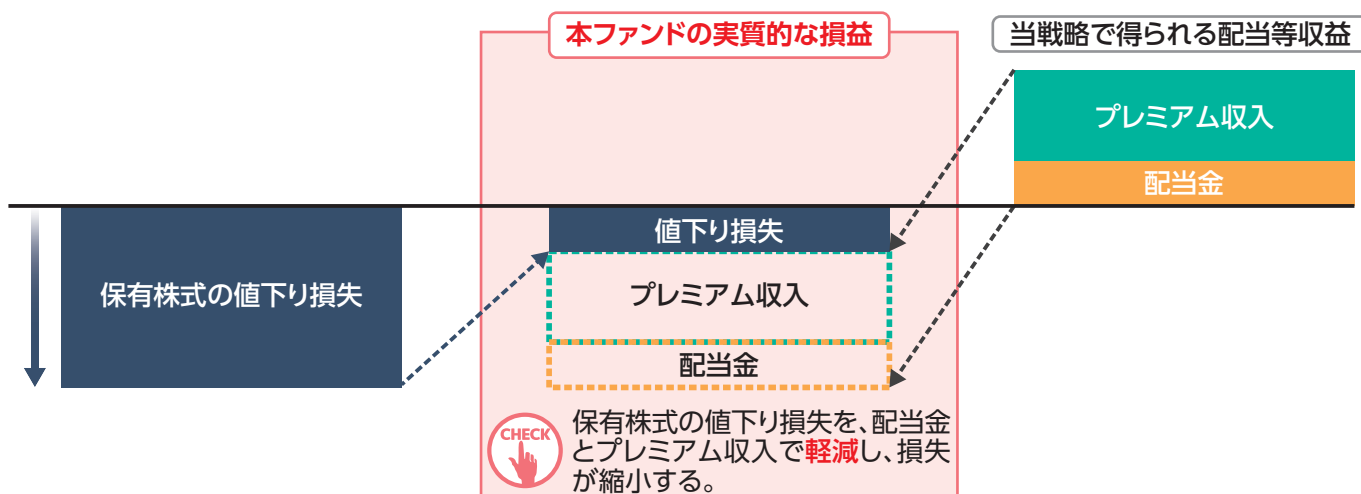 本ファンドの実質的な損益
当戦略で得られる配当等収益
プレミアム収入
配当金
保有株式の値下り損失
値下り損失
プレミアム収入
配当金
CHECK
保有株式の値下り損失を、配当金
とプレミアム収入で軽減し、損失
が縮小する。